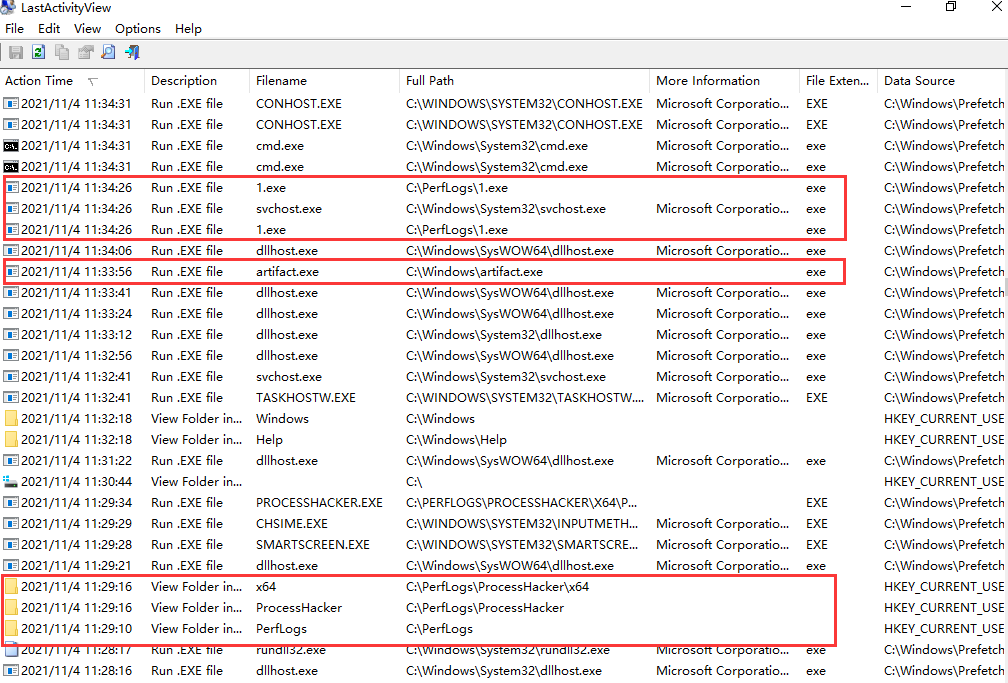 LastActivityView
File Edit View Options Help
Action Time Description Filename Full Path More Information File Exten... Data Source
2021/11/4 11:34:31 Run .EXE file CONHOST.EXE C:\WINDOWS\SYSTEM32\CONHOST.EXE Microsoft Corporatio... EXE C:\Windows\Prefetch
2021/11/4 11:34:31 Run .EXE file CONHOST.EXE C:\WINDOWS\SYSTEM32\CONHOST.EXE Microsoft Corporatio... EXE C:\Windows\Prefetch
2021/11/4 11:34:31 Run .EXE file cmd.exe C:\Windows\System32\cmd.exe Microsoft Corporatio... exe C:\Windows\Prefetch
2021/11/4 11:34:31 Run .EXE file cmd.exe C:\Windows\System32\cmd.exe Microsoft Corporatio... exe C:\Windows\Prefetch
2021/11/4 11:34:26 Run .EXE file 1.exe C:\PerfLogs\1.exe exe C:\Windows\Prefetch
2021/11/4 11:34:26 Run .EXE file svchost.exe C:\Windows\System32\svchost.exe Microsoft Corporatio... exe C:\Windows\Prefetch
2021/11/4 11:34:26 Run .EXE file 1.exe C:\PerfLogs\1.exe exe C:\Windows\Prefetch
2021/11/4 11:34:06 Run .EXE file dllhost.exe C:\Windows\SysWOW64\dllhost.exe Microsoft Corporatio... exe C:\Windows\Prefetch
2021/11/4 11:33:56 Run .EXE file artifact.exe C:\Windows\artifact.exe exe C:\Windows\Prefetch
2021/11/4 11:33:41 Run .EXE file dllhost.exe C:\Windows\SysWOW64\dllhost.exe Microsoft Corporatio... exe C:\Windows\Prefetch
2021/11/4 11:33:24 Run .EXE file dllhost.exe C:\Windows\SysWOW64\dllhost.exe Microsoft Corporatio... exe C:\Windows\Prefetch
2021/11/4 11:33:12 Run .EXE file dllhost.exe C:\Windows\System32\dllhost.exe Microsoft Corporatio... exe C:\Windows\Prefetch
2021/11/4 11:32:56 Run .EXE file dllhost.exe C:\Windows\SysWOW64\dllhost.exe Microsoft Corporatio... exe C:\Windows\Prefetch
2021/11/4 11:32:41 Run .EXE file svchost.exe C:\Windows\System32\svchost.exe Microsoft Corporatio... exe C:\Windows\Prefetch
2021/11/4 11:32:41 Run .EXE file TASKHOSTW.EXE C:\WINDOWS\SYSTEM32\TASKHOSTW.... Microsoft Corporatio... EXE C:\Windows\Prefetch
2021/11/4 11:32:18 View Folder in... Windows C:\Windows HKEY_CURRENT_USE
2021/11/4 11:32:18 View Folder in... Help C:\Windows\Help HKEY_CURRENT_USE
2021/11/4 11:31:22 Run .EXE file dllhost.exe C:\Windows\SysWOW64\dllhost.exe Microsoft Corporatio... exe C:\Windows\Prefetch
2021/11/4 11:30:44 View Folder in... C:\ HKEY_CURRENT_USE
2021/11/4 11:29:34 Run .EXE file PROCESSHACKER.EXE C:\PERFLOGS\PROCESSHACKER\X64\P... EXE C:\Windows\Prefetch
2021/11/4 11:29:29 Run .EXE file CHSIME.EXE C:\WINDOWS\SYSTEM32\INPUTMETH... Microsoft Corporatio... EXE C:\Windows\Prefetch
2021/11/4 11:29:28 Run .EXE file SMARTSCREEN.EXE C:\WINDOWS\SYSTEM32\SMARTSCRE... Microsoft Corporatio... EXE C:\Windows\Prefetch
2021/11/4 11:29:21 Run .EXE file dllhost.exe C:\Windows\SysWOW64\dllhost.exe Microsoft Corporatio... exe C:\Windows\Prefetch
2021/11/4 11:29:16 View Folder in... x64 C:\PerfLogs\ProcessHacker\x64 HKEY_CURRENT_USE
2021/11/4 11:29:16 View Folder in... ProcessHacker C:\PerfLogs\ProcessHacker HKEY_CURRENT_USE
2021/11/4 11:29:10 View Folder in... PerfLogs C:\PerfLogs HKEY_CURRENT_USE
2021/11/4 11:28:17 Run .EXE file rundll32.exe C:\Windows\System32\rundll32.exe Microsoft Corporatio... exe C:\Windows\Prefetch
2021/11/4 11:28:16 Run .EXE file dllhost.exe C:\Windows\System32\dllhost.exe Microsoft Corporatio... exe C:\Windows\Prefetch